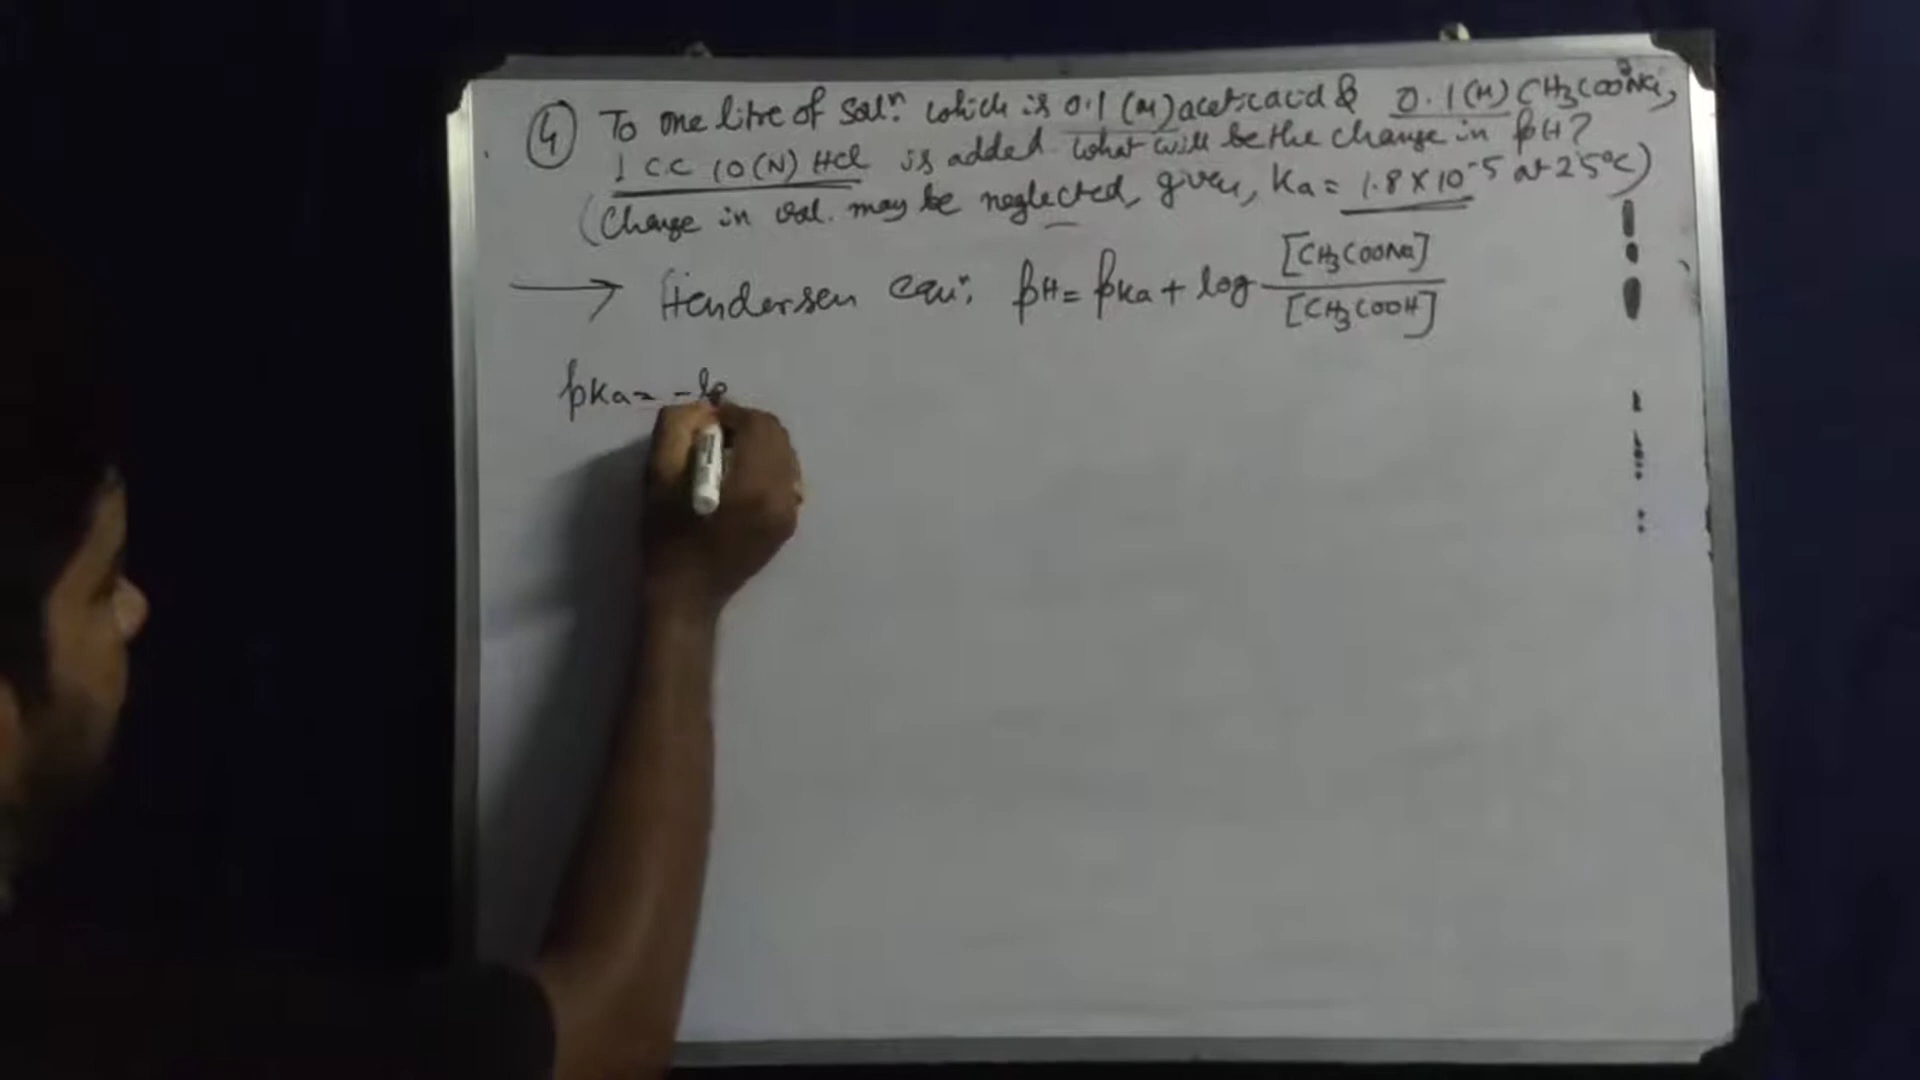 ④ To one litre of Solⁿ. which is 0.1 (M) acetic acid & 0.1(M) CH3COONa,
1 C.C 10(N) HCl is added. what will be the change in pH?
(Change in vol. may be neglected, given, Ka = 1.8 × 10^-5 at 25°C)
→ Hendersen equⁿ: pH = pKa + log [CH3COONa] / [CH3COOH]
pKa = - lo